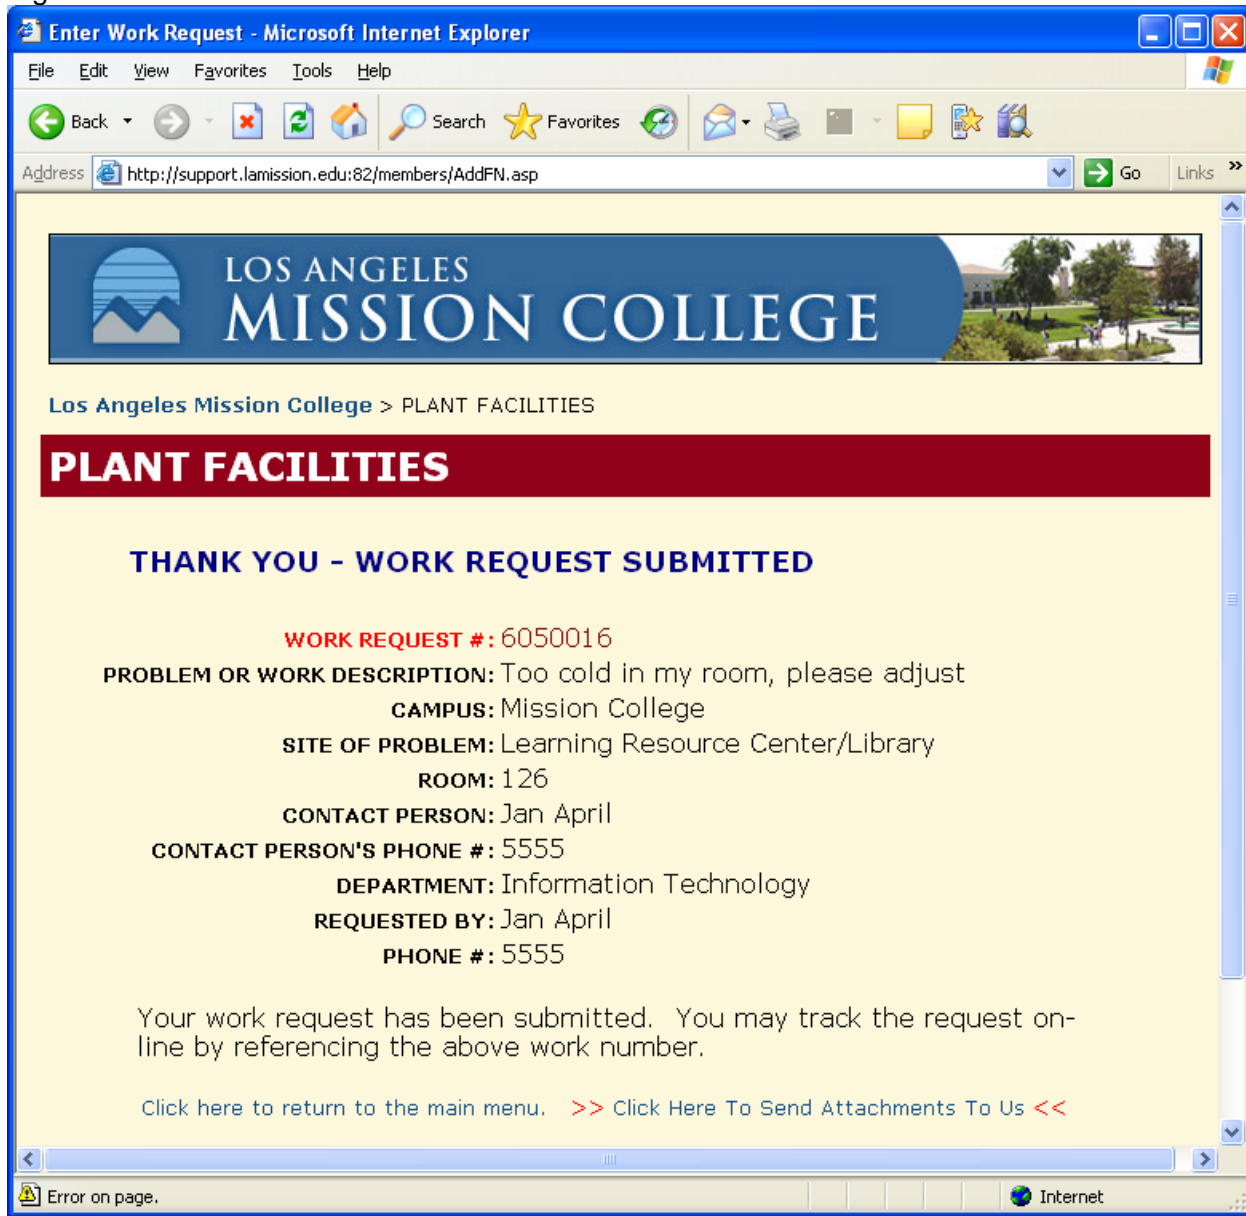 Enter Work Request - Microsoft Internet Explorer
File Edit View Favorites Tools Help
Back Search Favorites
Address http://support.lamission.edu:82/members/AddFN.asp Go Links »
LOS ANGELES
MISSION COLLEGE
Los Angeles Mission College > PLANT FACILITIES
PLANT FACILITIES
THANK YOU - WORK REQUEST SUBMITTED
WORK REQUEST #: 6050016
PROBLEM OR WORK DESCRIPTION: Too cold in my room, please adjust
CAMPUS: Mission College
SITE OF PROBLEM: Learning Resource Center/Library
ROOM: 126
CONTACT PERSON: Jan April
CONTACT PERSON'S PHONE #: 5555
DEPARTMENT: Information Technology
REQUESTED BY: Jan April
PHONE #: 5555
Your work request has been submitted. You may track the request on-
line by referencing the above work number.
Click here to return to the main menu. >> Click Here To Send Attachments To Us <<
Error on page. Internet